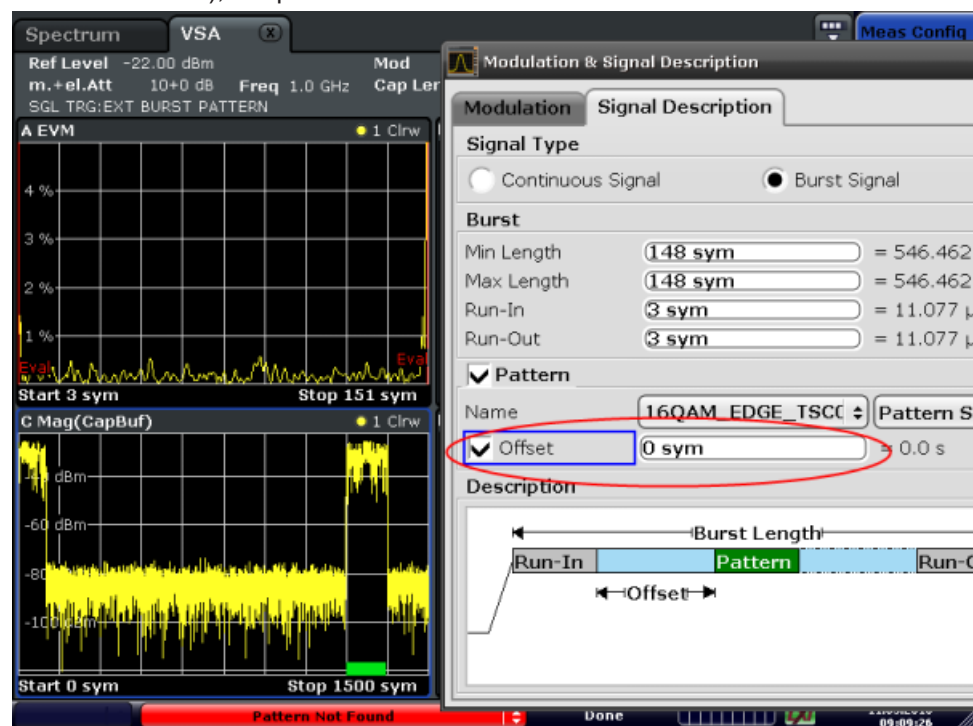 Spectrum VSA X Meas Config
Ref Level -22.00 dBm Mod
m.+el.Att 10+0 dB Freq 1.0 GHz Cap Len
SGL TRG:EXT BURST PATTERN
A EVM 1 Clrw
4 %
3 %
2 %
1 %
Eval Eval
Start 3 sym Stop 151 sym
C Mag(CapBuf) 1 Clrw
dBm
-60 dBm
-80
Start 0 sym Stop 1500 sym
Modulation & Signal Description
Modulation Signal Description
Signal Type
Continuous Signal Burst Signal
Burst
Min Length 148 sym = 546.462
Max Length 148 sym = 546.462
Run-In 3 sym = 11.077 µ
Run-Out 3 sym = 11.077 µ
Pattern
Name 16QAM_EDGE_TSC Pattern S
Offset 0 sym = 0.0 s
Description
Burst Length
Run-In Pattern Run-O
Offset
Pattern Not Found Done
09:09:26